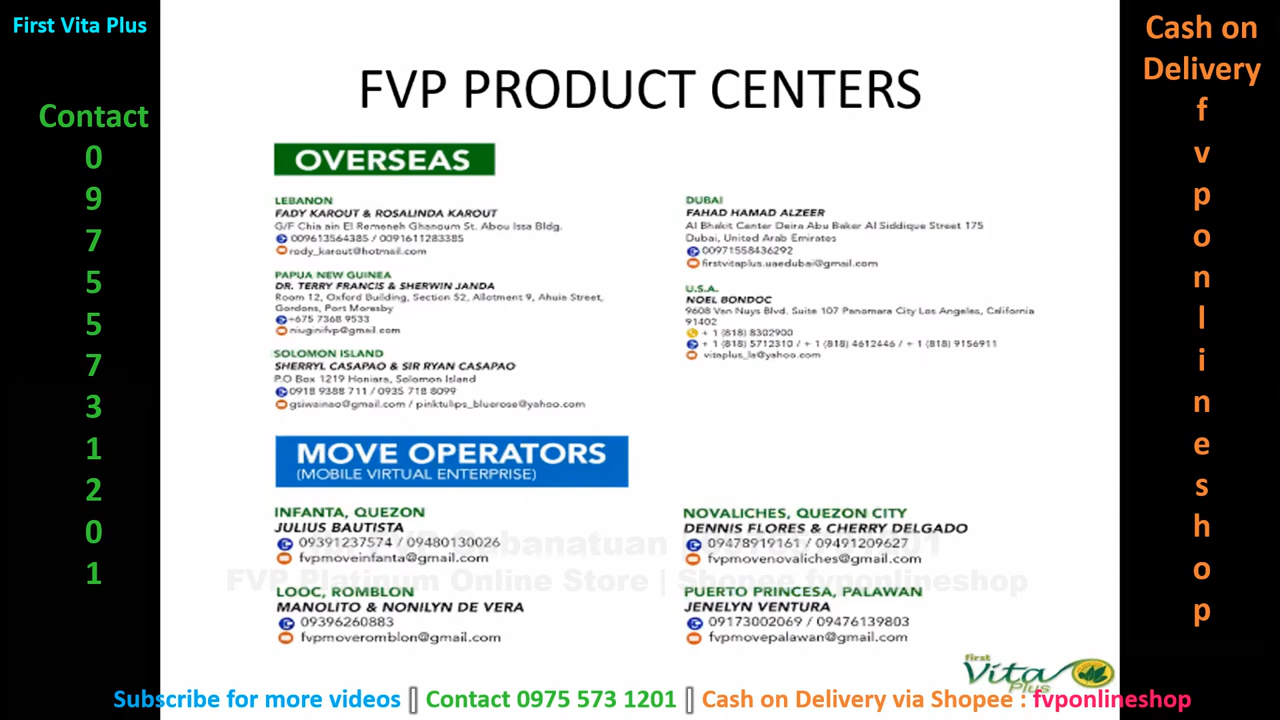 First Vita Plus
Contact
0
9
7
5
5
7
3
1
2
0
1
FVP PRODUCT CENTERS
OVERSEAS
LEBANON
FADY KAROUT & ROSALINDA KAROUT
G/F Chia ain El Remeneh Ghanoum St. Abou Issa Bldg.
009613564385 / 0091611283385
rody_karout@hotmail.com
PAPUA NEW GUINEA
DR. TERRY FRANCIS & SHERWIN JANDA
Room 12, Oxford Building, Section 52, Allotment 9, Ahuia Street,
Gordons, Port Moresby
+675 7368 9533
niuginifvp@gmail.com
SOLOMON ISLAND
SHERRYL CASAPAO & SIR RYAN CASAPAO
P.O Box 1219 Honiara, Solomon Island
0918 9388 711 / 0935 718 8099
gsiwainao@gmail.com / pinktulips_bluerose@yahoo.com
DUBAI
FAHAD HAMAD ALZEER
Al Bhakit Center Deira Abu Baker Al Siddique Street 175
Dubai, United Arab Emirates
00971558436292
firstvitaplus.uaedubai@gmail.com
U.S.A.
NOEL BONDOC
9608 Van Nuys Blvd. Suite 107 Panomara City Los Angeles, California
91402
+ 1 (818) 8302900
+ 1 (818) 5712310 / + 1 (818) 4612446 / + 1 (818) 9156911
vitaplus_la@yahoo.com
MOVE OPERATORS
(MOBILE VIRTUAL ENTERPRISE)
INFANTA, QUEZON
JULIUS BAUTISTA
09391237574 / 09480130026
fvpmoveinfanta@gmail.com
LOOC, ROMBLON
MANOLITO & NONILYN DE VERA
09396260883
fvpmoveromblon@gmail.com
NOVALICHES, QUEZON CITY
DENNIS FLORES & CHERRY DELGADO
09478919161 / 09491209627
fvpmovenovaliches@gmail.com
PUERTO PRINCESA, PALAWAN
JENELYN VENTURA
09173002069 / 09476139803
fvpmovepalawan@gmail.com
Cabanatuan
FVP Platinum Online Store | Shopee fvponlineshop
first
Vita
Plus
Cash on
Delivery
f
v
p
o
n
l
i
n
e
s
h
o
p
Subscribe for more videos || Contact 0975 573 1201 || Cash on Delivery via Shopee : fvponlineshop